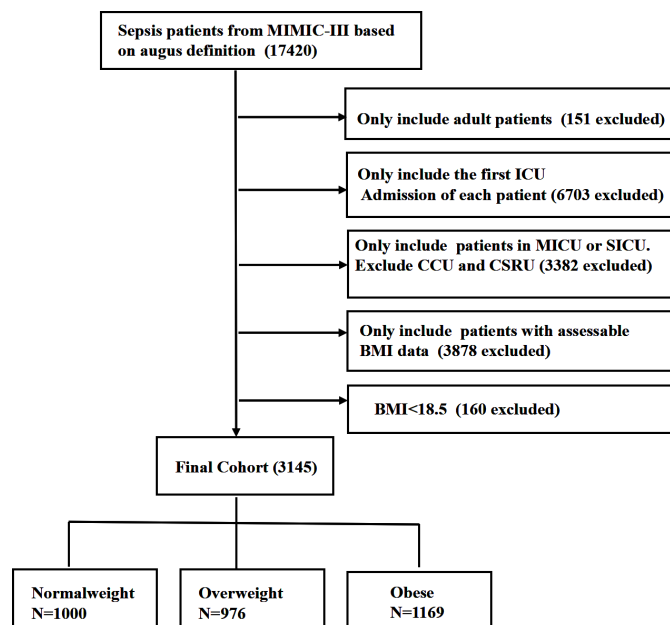 Sepsis patients from MIMIC-III based
on augus definition (17420)
Only include adult patients (151 excluded)
Only include the first ICU
Admission of each patient (6703 excluded)
Only include patients in MICU or SICU.
Exclude CCU and CSRU (3382 excluded)
Only include patients with assessable
BMI data (3878 excluded)
BMI<18.5 (160 excluded)
Final Cohort (3145)
Normalweight
N=1000
Overweight
N=976
Obese
N=1169